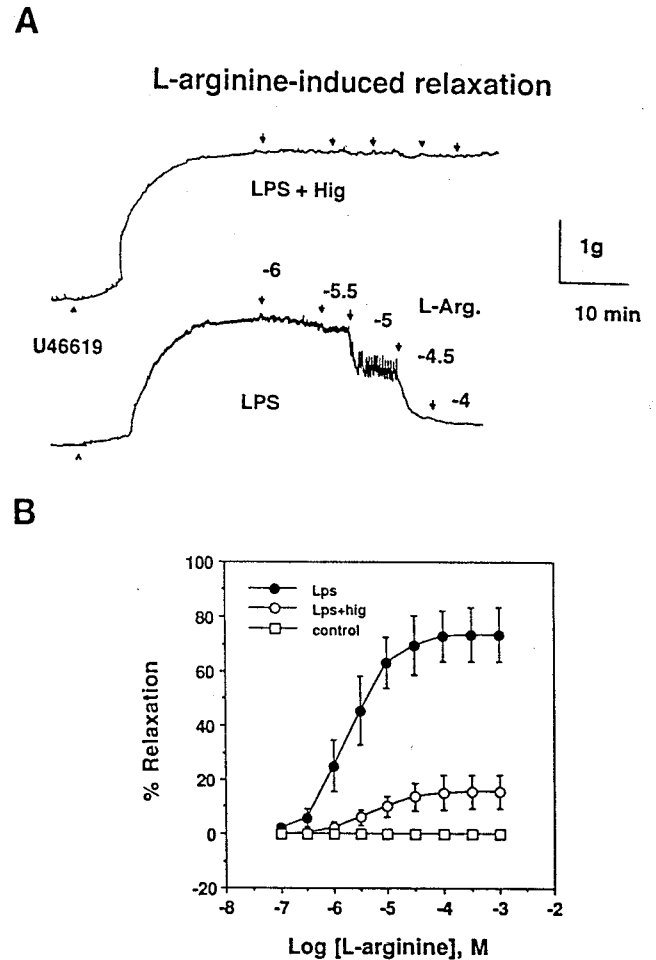 A
L-arginine-induced relaxation
LPS + Hig
1g
10 min
-6
-5.5
-5
L-Arg.
-4.5
-4
U46619
LPS
B
100
80
60
40
20
0
-20
Lps
Lps+hig
control
% Relaxation
-8 -7 -6 -5 -4 -3 -2
Log [L-arginine], M